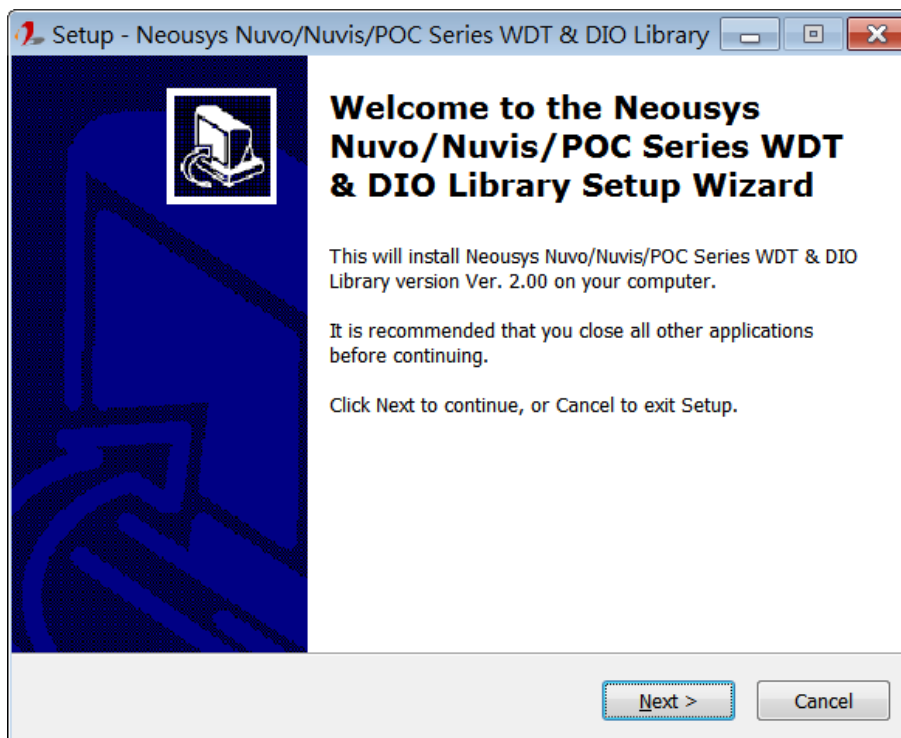 Setup - Neousys Nuvo/Nuvis/POC Series WDT & DIO Library
Welcome to the Neousys
Nuvo/Nuvis/POC Series WDT
& DIO Library Setup Wizard
This will install Neousys Nuvo/Nuvis/POC Series WDT & DIO
Library version Ver. 2.00 on your computer.
It is recommended that you close all other applications
before continuing.
Click Next to continue, or Cancel to exit Setup.
Next >
Cancel